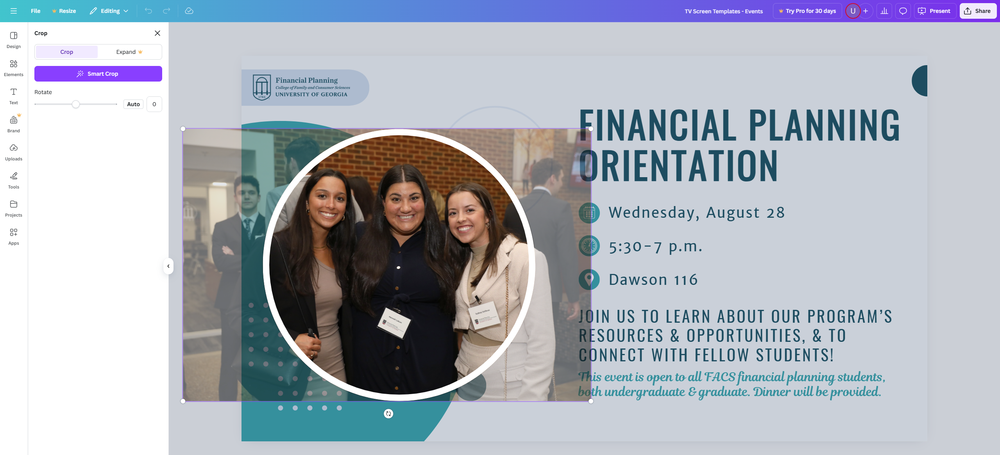 File
Resize
Editing
TV Screen Templates - Events
Try Pro for 30 days
U
Present
Share
Design
Elements
Text
Brand
Uploads
Tools
Projects
Apps
Crop
Crop
Expand
Smart Crop
Rotate
Auto
0
1785
Financial Planning
College of Family and Consumer Sciences
UNIVERSITY OF GEORGIA
FINANCIAL PLANNING
ORIENTATION
Wednesday, August 28
5:30–7 p.m.
Dawson 116
JOIN US TO LEARN ABOUT OUR PROGRAM’S
RESOURCES & OPPORTUNITIES, & TO
CONNECT WITH FELLOW STUDENTS!
This event is open to all FACS financial planning students,
both undergraduate & graduate. Dinner will be provided.